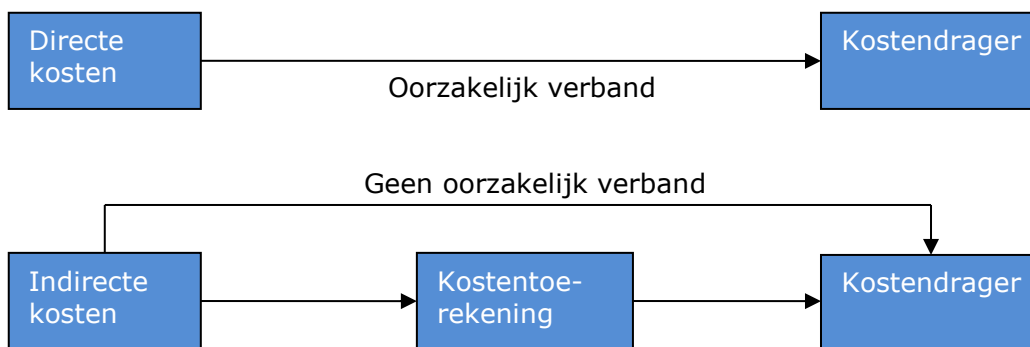 Directe
kosten
Kostendrager
Oorzakelijk verband
Geen oorzakelijk verband
Indirecte
kosten
Kostentoe-
rekening
Kostendrager